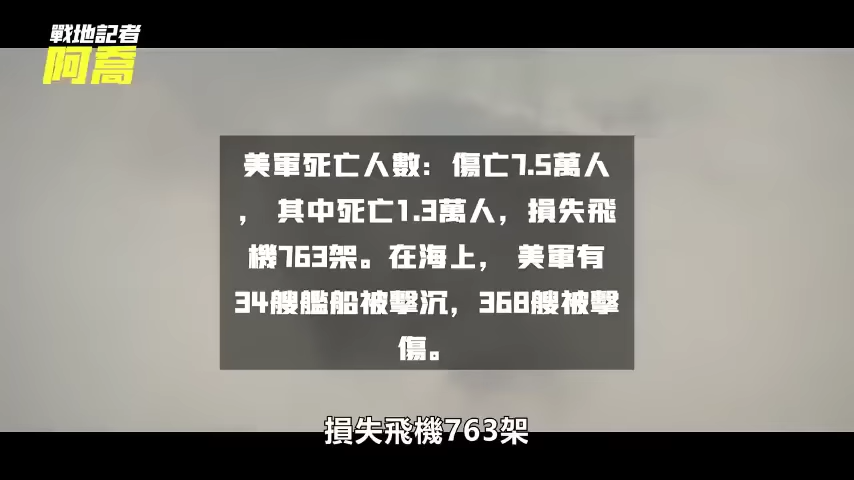 戰地記者
阿喬
美軍死亡人數：傷亡7.5萬人
， 其中死亡1.3萬人，損失飛
機763架。在海上， 美軍有
34艘艦船被擊沉，368艘被擊
傷。
損失飛機763架